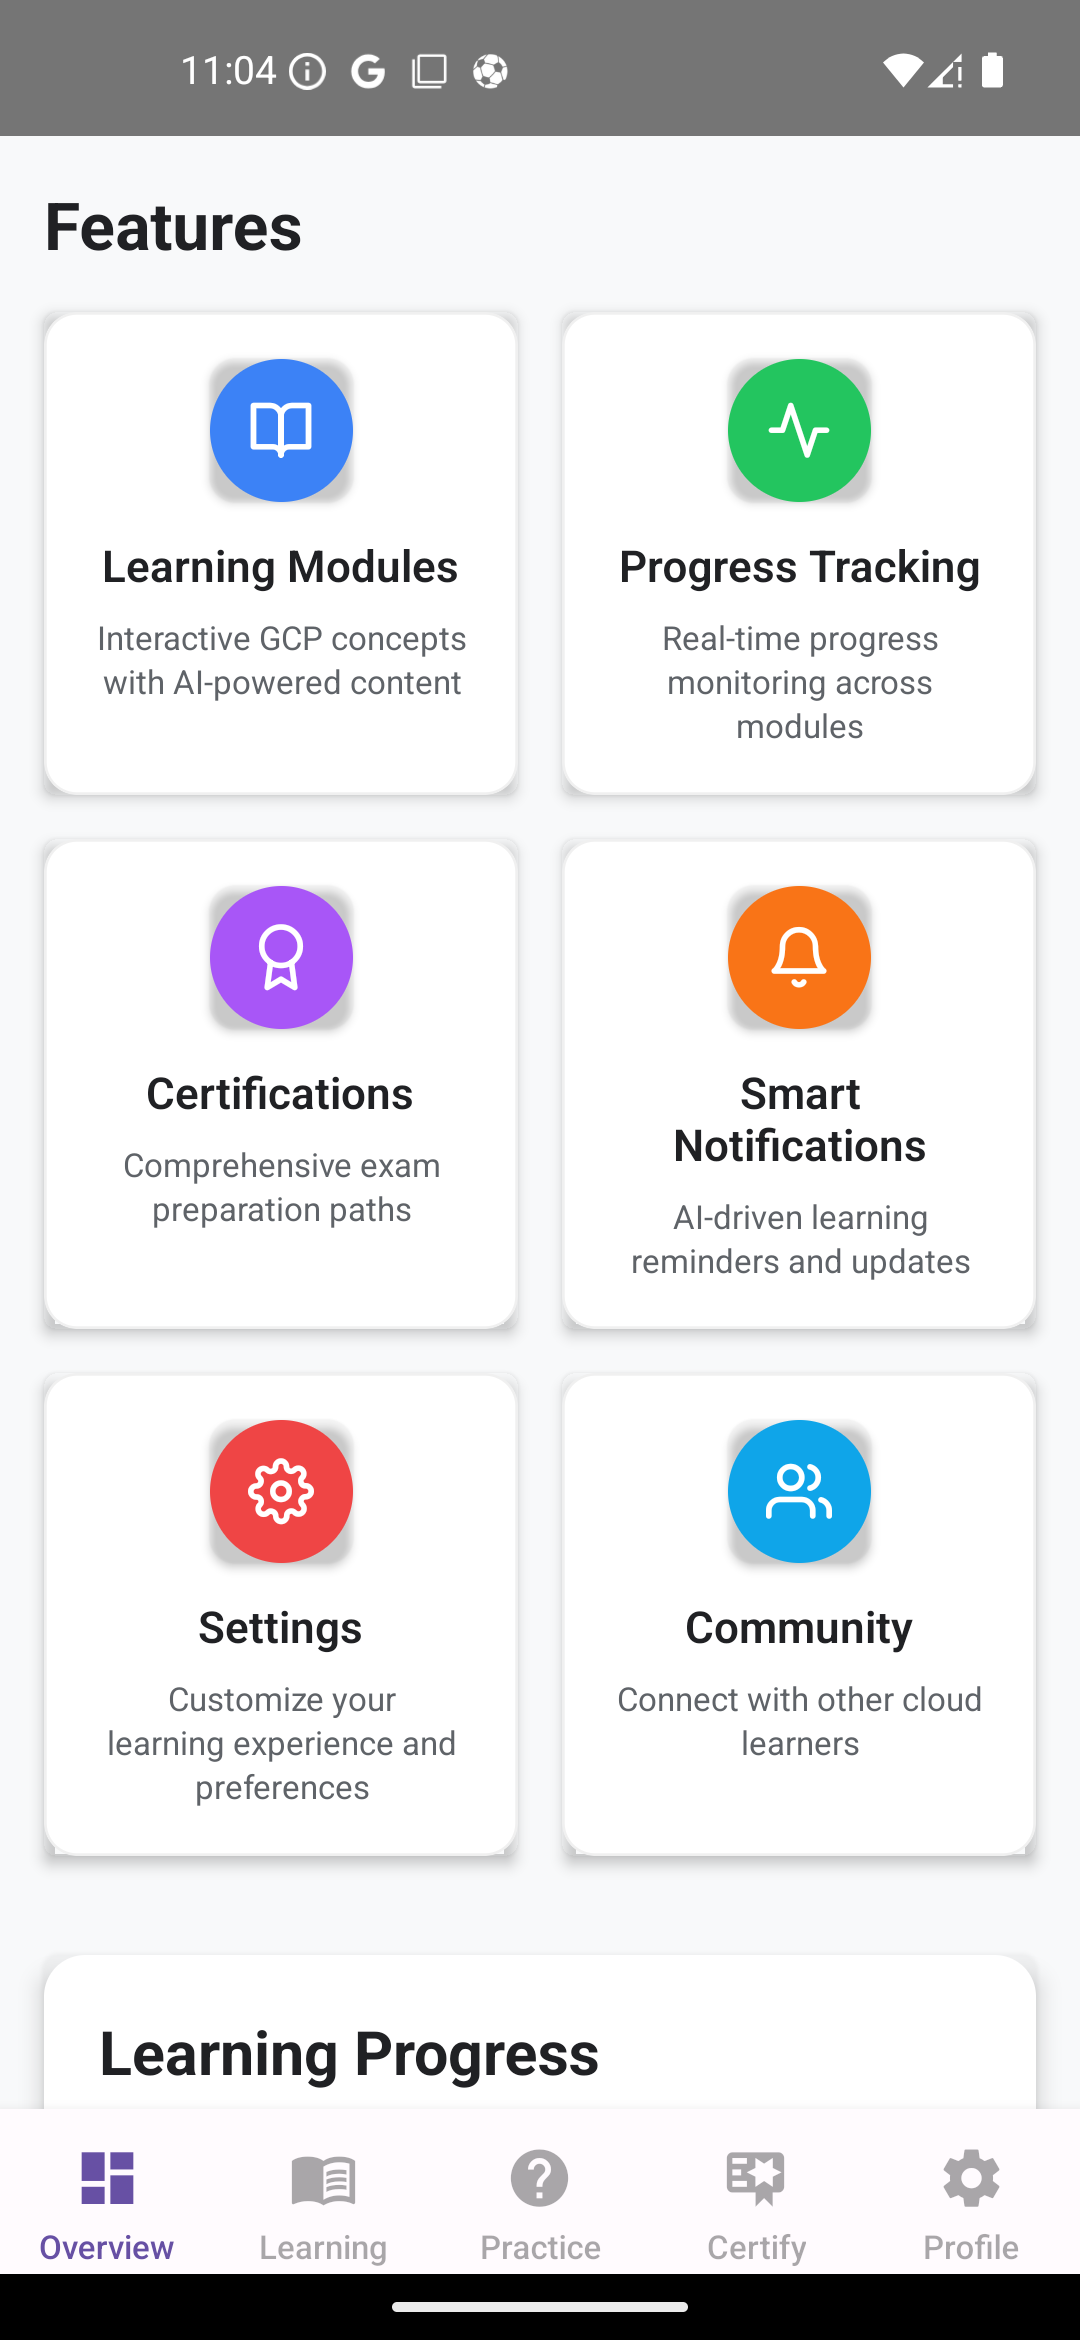 11:04
Features
Learning Modules
Interactive GCP concepts
with AI-powered content
Progress Tracking
Real-time progress
monitoring across
modules
Certifications
Comprehensive exam
preparation paths
Smart
Notifications
AI-driven learning
reminders and updates
Settings
Customize your
learning experience and
preferences
Community
Connect with other cloud
learners
Learning Progress
Overview
Learning
Practice
Certify
Profile